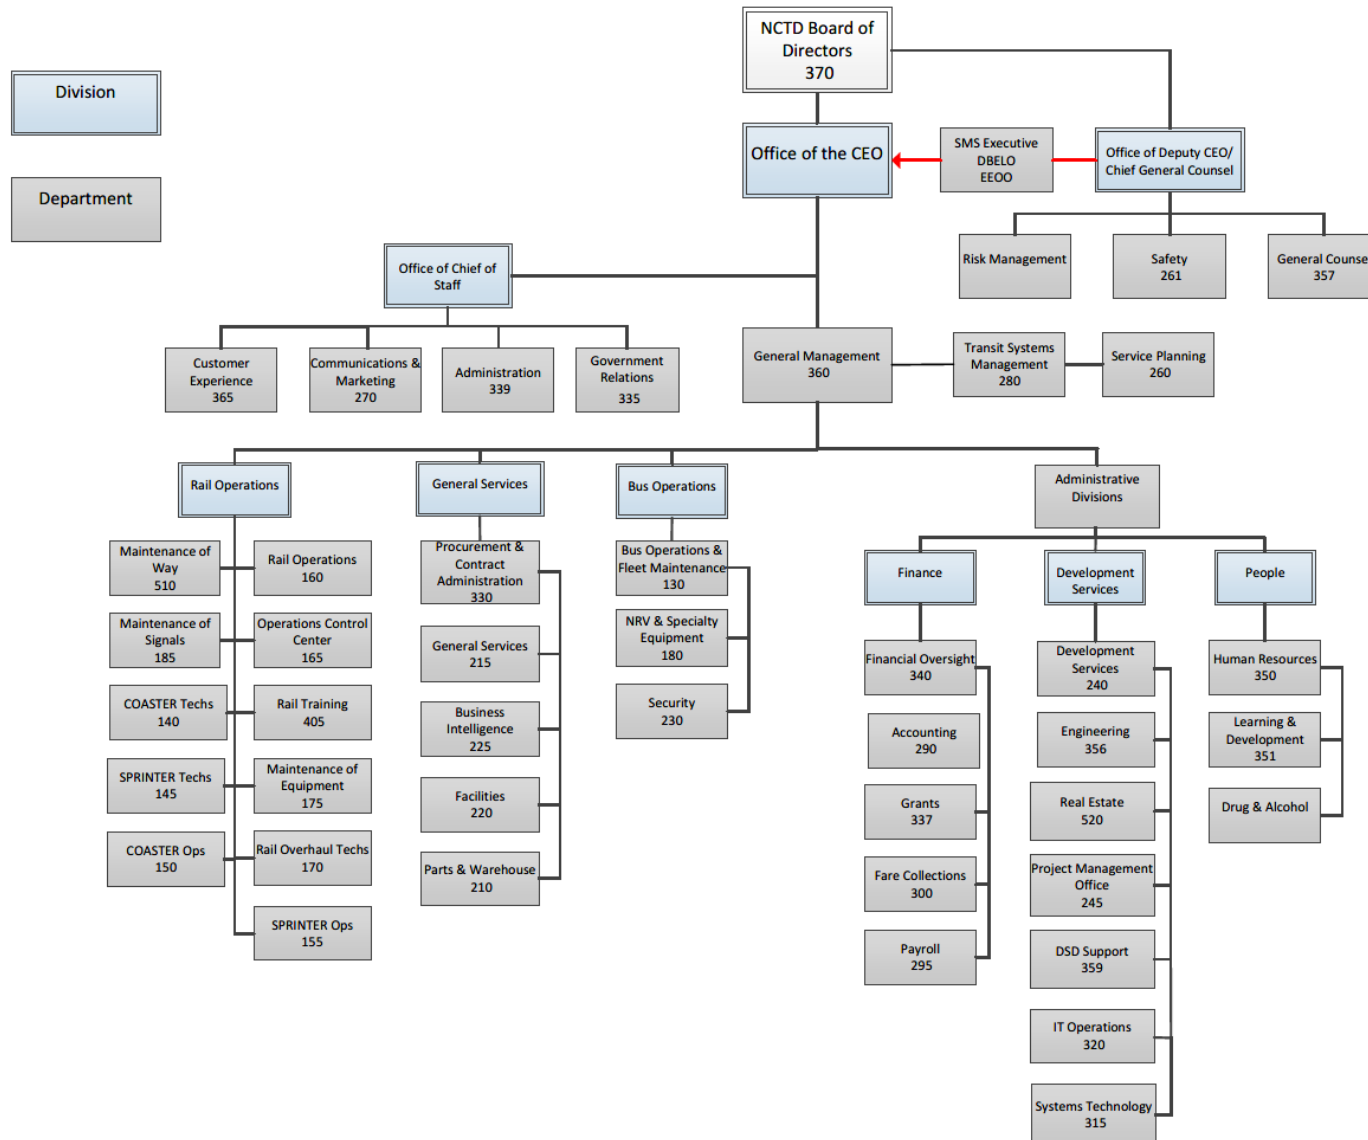 NCTD Board of
Directors
370
Division
Department
Office of the CEO
SMS Executive
DBELO
EEOO
Office of Deputy CEO/
Chief General Counsel
Risk Management
Safety
261
General Counse
357
Office of Chief of
Staff
Customer
Experience
365
Communications &
Marketing
270
Administration
339
Government
Relations
335
General Management
360
Transit Systems
Management
280
Service Planning
260
Rail Operations
General Services
Bus Operations
Administrative
Divisions
Maintenance of
Way
510
Rail Operations
160
Maintenance of
Signals
185
Operations Control
Center
165
COASTER Techs
140
Rail Training
405
SPRINTER Techs
145
Maintenance of
Equipment
175
COASTER Ops
150
Rail Overhaul Techs
170
SPRINTER Ops
155
Procurement &
Contract
Administration
330
General Services
215
Business
Intelligence
225
Facilities
220
Parts & Warehouse
210
Bus Operations &
Fleet Maintenance
130
NRV & Specialty
Equipment
180
Security
230
Finance
Development
Services
People
Financial Oversight
340
Accounting
290
Grants
337
Fare Collections
300
Payroll
295
Development
Services
240
Engineering
356
Real Estate
520
Project Management
Office
245
DSD Support
359
IT Operations
320
Systems Technology
315
Human Resources
350
Learning &
Development
351
Drug & Alcohol